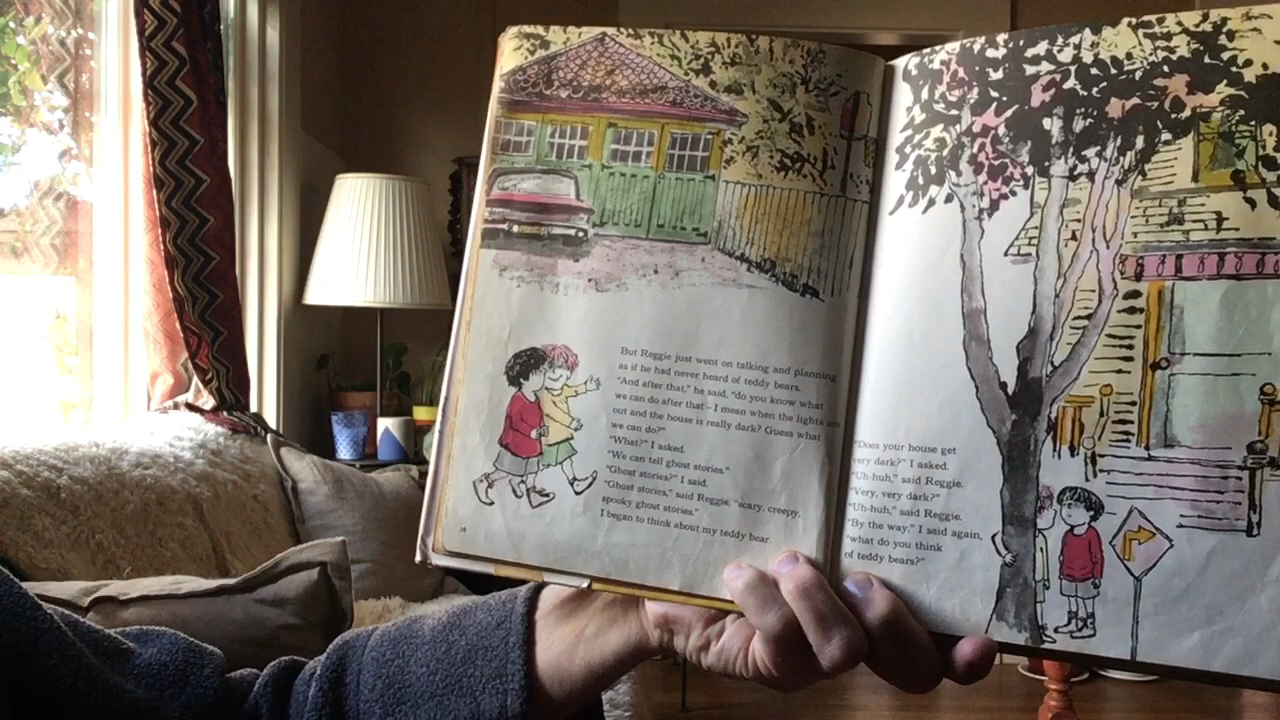 But Reggie just went on talking and planning
as if he had never heard of teddy bears.
"And after that," he said, "do you know what
we can do after that—I mean when the lights are
out and the house is really dark? Guess what
we can do?"
"What?" I asked.
"We can tell ghost stories."
"Ghost stories?" I said.
"Ghost stories," said Reggie, "scary, creepy,
spooky ghost stories."
I began to think about my teddy bear.
"Does your house get
very dark?" I asked.
"Uh-huh," said Reggie.
"Very, very dark?"
"Uh-huh," said Reggie.
"By the way," I said again,
"what do you think
of teddy bears?"